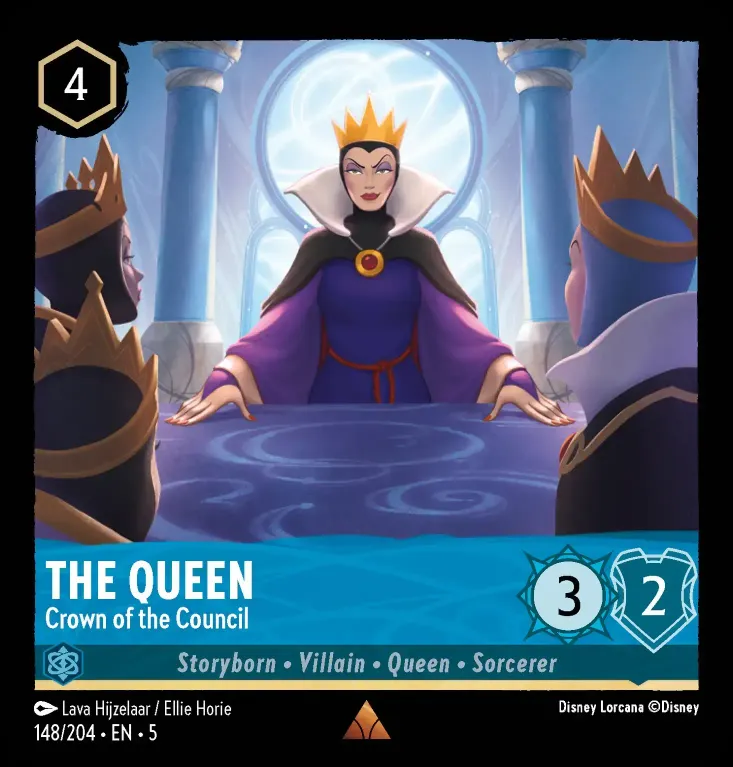 4
THE QUEEN
Crown of the Council
3 2
Storyborn • Villain • Queen • Sorcerer
Lava Hijzelaar / Ellie Horie
Disney Lorcana ©Disney
148/204 • EN • 5